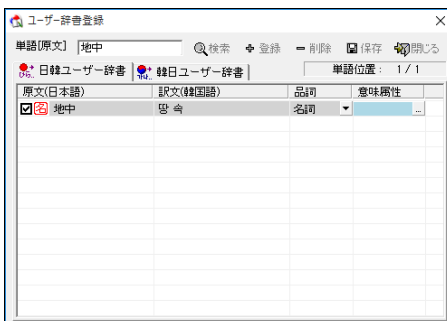 ユーザー辞書登録
単語[原文] 地中 検索 登録 削除 保存 閉じる
日韓ユーザー辞書 韓日ユーザー辞書 単語位置： 1 / 1
原文(日本語) 訳文(韓国語) 品詞 意味属性
名 地中 땅 속 名詞 ...